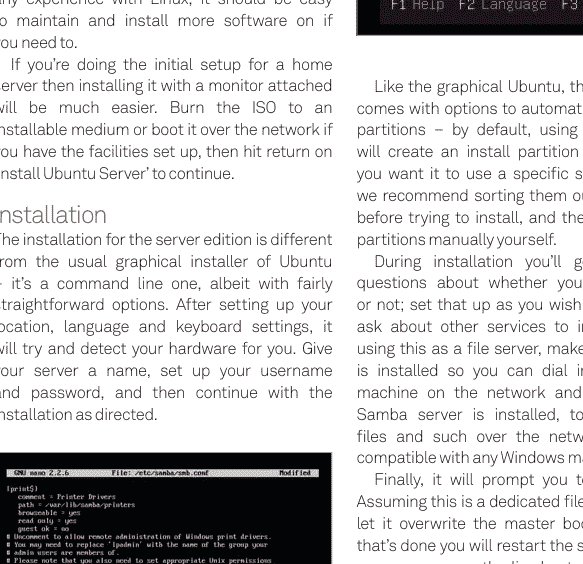 any experience with Linux, it should be easy
to maintain and install more software on if
you need to.
If you're doing the initial setup for a home
server then installing it with a monitor attached
will be much easier. Burn the ISO to an
installable medium or boot it over the network if
you have the facilities set up, then hit return on
'Install Ubuntu Server' to continue.
Installation
The installation for the server edition is different
from the usual graphical installer of Ubuntu
– it's a command line one, albeit with fairly
straightforward options. After setting up your
location, language and keyboard settings, it
will try and detect your hardware for you. Give
your server a name, set up your username
and password, and then continue with the
installation as directed.
GNU nano 2.2.6 File: /etc/samba/smb.conf Modified
[print$]
comment = Printer Drivers
path = /var/lib/samba/printers
browseable = yes
read only = yes
guest ok = no
# Uncomment to allow remote administration of Windows print drivers.
# You may need to replace 'lpadmin' with the name of the group your
# admin users are members of.
# Please note that you also need to set appropriate Unix permissions
F1 Help F2 Language F3
Like the graphical Ubuntu, th
comes with options to automat
partitions – by default, using
will create an install partition
you want it to use a specific s
we recommend sorting them ou
before trying to install, and the
partitions manually yourself.
During installation you'll g
questions about whether you
or not; set that up as you wish
ask about other services to i
using this as a file server, make
is installed so you can dial i
machine on the network and
Samba server is installed, to
files and such over the netw
compatible with any Windows ma
Finally, it will prompt you t
Assuming this is a dedicated file
let it overwrite the master boo
that's done you will restart the s